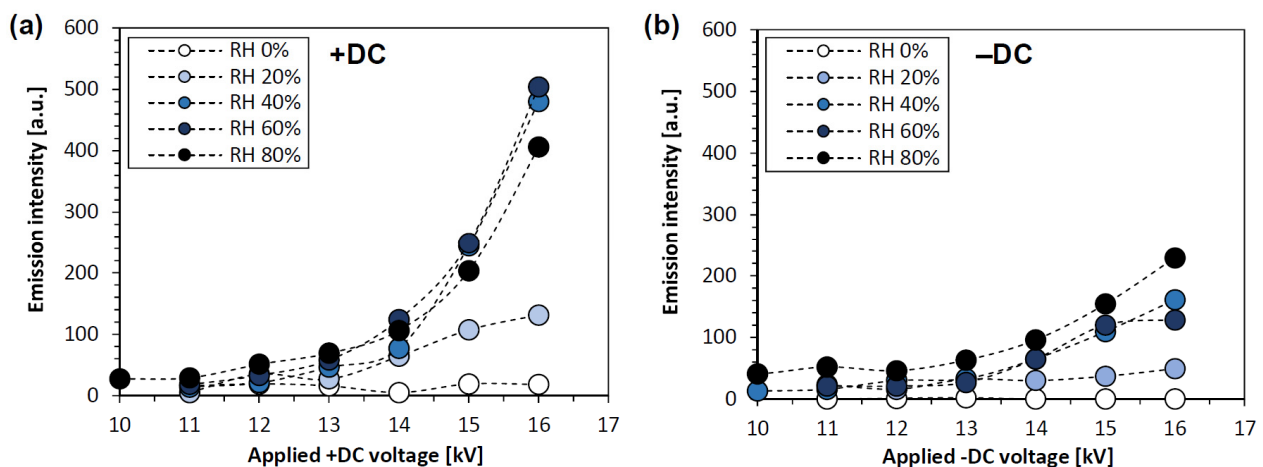 (a)
600
500
400
300
200
100
0
Emission intensity [a.u.]
RH 0%
RH 20%
RH 40%
RH 60%
RH 80%
+DC
10 11 12 13 14 15 16 17
Applied +DC voltage [kV]
(b)
600
500
400
300
200
100
0
Emission intensity [a.u.]
RH 0%
RH 20%
RH 40%
RH 60%
RH 80%
–DC
10 11 12 13 14 15 16 17
Applied -DC voltage [kV]